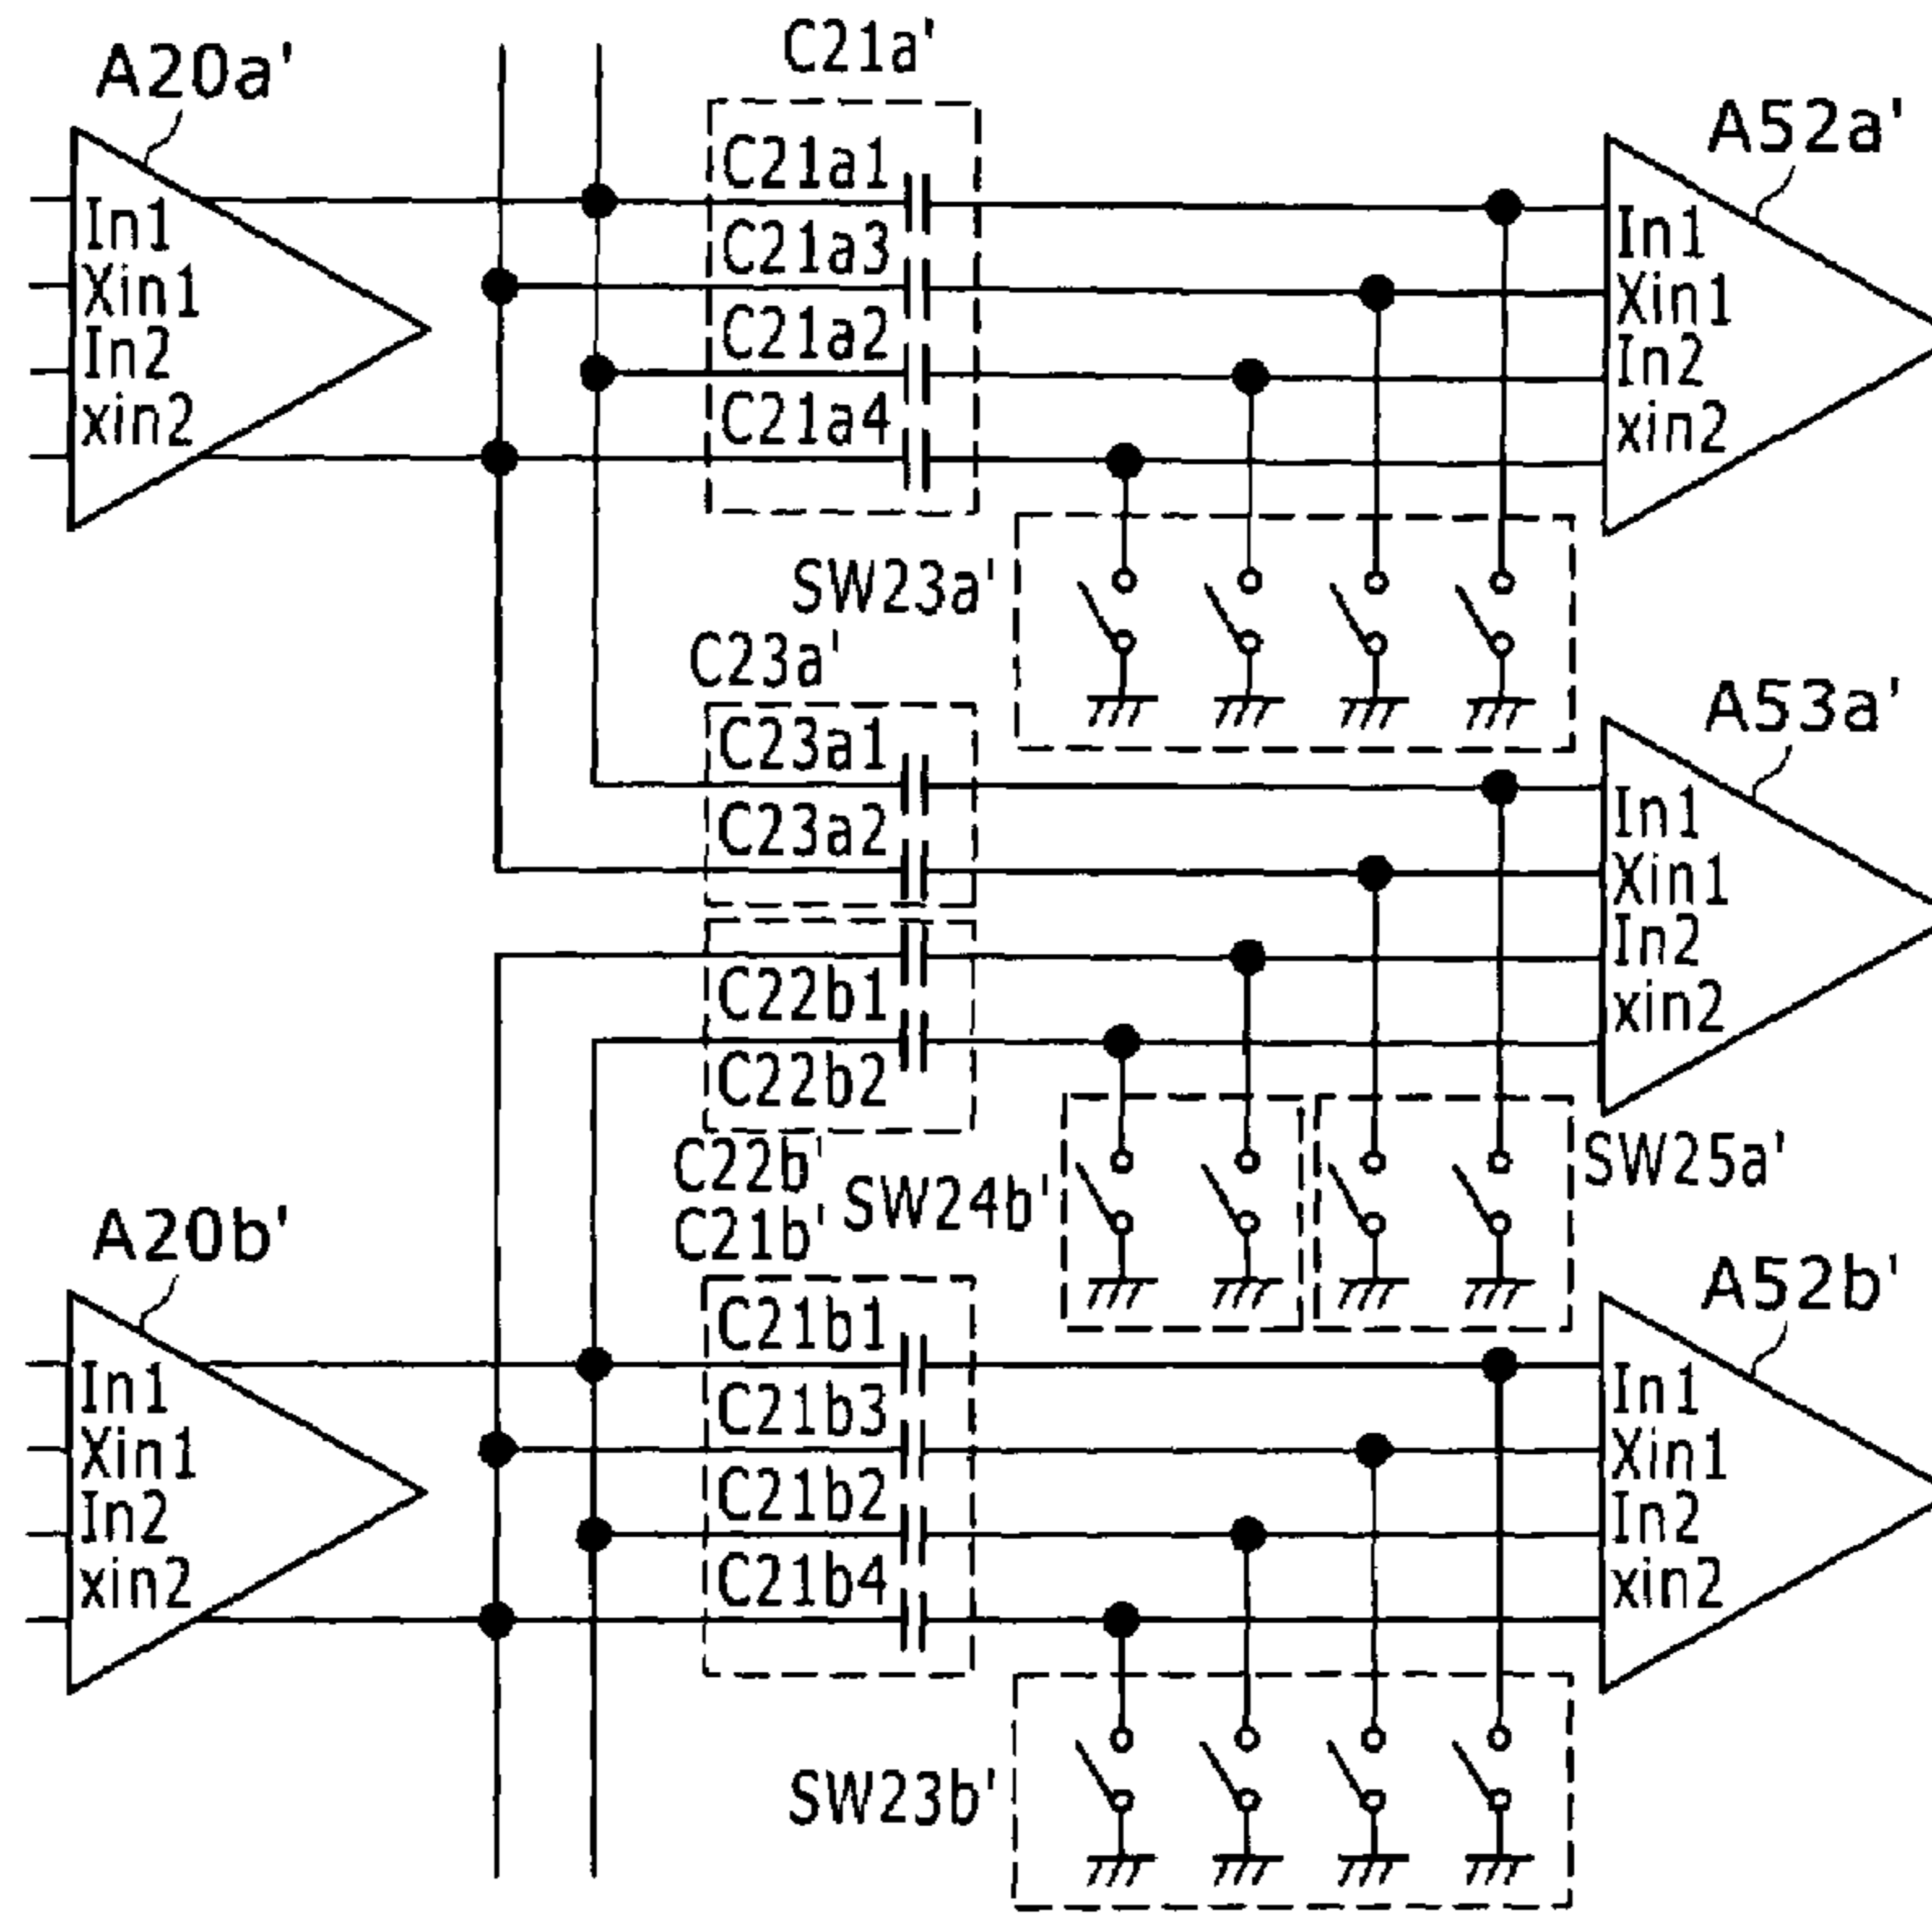 C21a'
A20a'
A52a'
C21a1
C21a3
C21a2
C21a4
In1
Xin1
In2
xin2
In1
Xin1
In2
xin2
SW23a'
C23a'
A53a'
C23a1
C23a2
In1
Xin1
In2
xin2
C22b1
C22b2
C22b'
SW24b'
SW25a'
C21b'
A20b'
A52b'
C21b1
C21b3
C21b2
C21b4
In1
Xin1
In2
xin2
In1
Xin1
In2
xin2
SW23b'